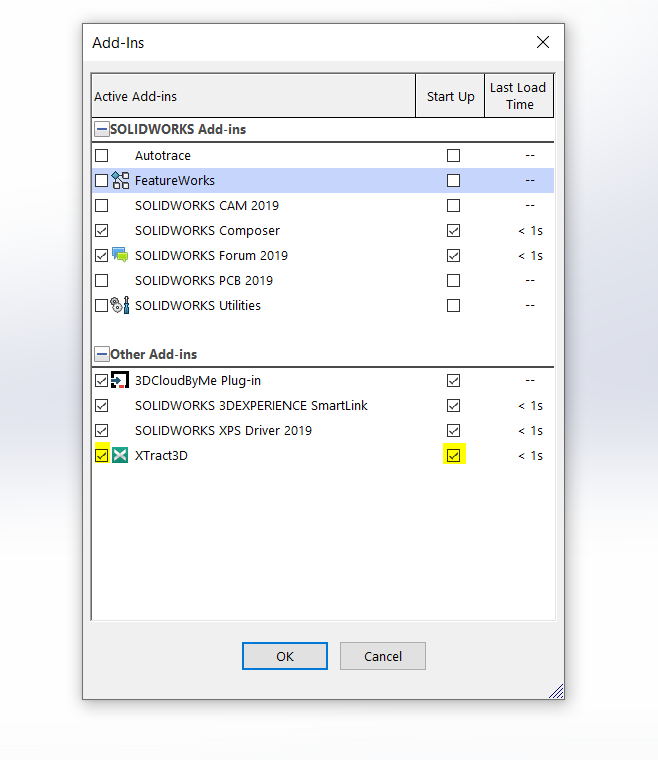 Add-Ins
Active Add-ins Start Up Last Load
Time
SOLIDWORKS Add-ins
Autotrace --
FeatureWorks --
SOLIDWORKS CAM 2019 --
SOLIDWORKS Composer < 1s
SOLIDWORKS Forum 2019 < 1s
SOLIDWORKS PCB 2019 --
SOLIDWORKS Utilities --
Other Add-ins
3DCloudByMe Plug-in --
SOLIDWORKS 3DEXPERIENCE SmartLink < 1s
SOLIDWORKS XPS Driver 2019 < 1s
XTract3D < 1s
OK Cancel